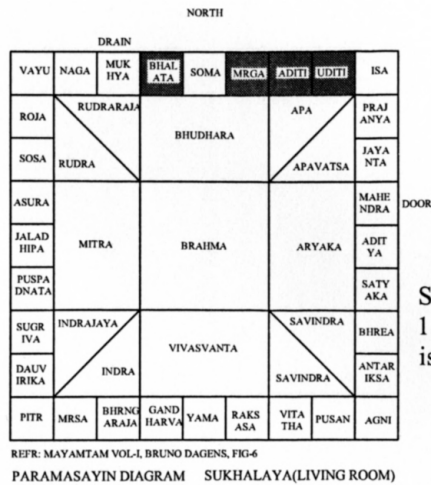 NORTH
DRAIN
VAYU NAGA MUK HYA BHAL ATA SOMA MRGA ADITI UDITI ISA
ROJA RUDRARAJA RUDRA BHUDHARA APA APAVATSA PRAJ ANYA
SOSA JAYA NTA
ASURA MITRA BRAHMA ARYAKA MAHE NDRA DOOR
JALAD HIPA ADIT YA
PUSPA DNATA SATY AKA
SUGR IVA INDRAJAYA INDRA VIVASVANTA SAVINDRA SAVINDRA BHREA
DAUV IRIKA ANTAR IKSA
PITR MRSA BHRNG ARAJA GAND HARVA YAMA RAKS ASA VITA THA PUSAN AGNI
REFR: MAYAMTAM VOL-I, BRUNO DAGENS, FIG-6
PARAMASAYIN DIAGRAM SUKHALAYA(LIVING ROOM)
S
1
is